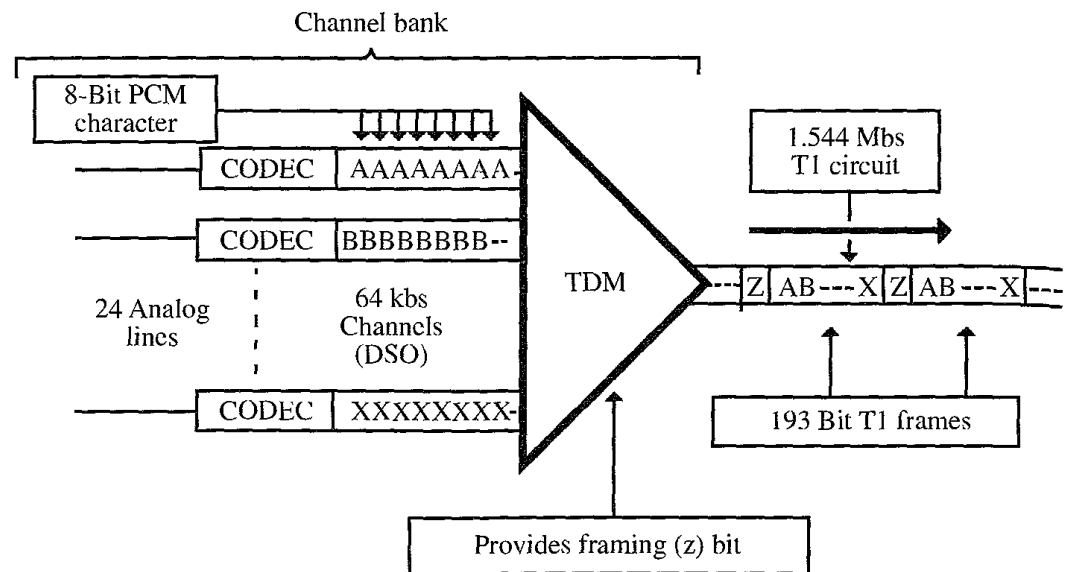 Channel bank
8-Bit PCM
character
1.544 Mbs
T1 circuit
CODEC AAAAAAAA-
CODEC BBBBBBBB--
TDM
---- Z AB ---X Z AB ---X ----
24 Analog
lines
64 kbs
Channels
(DSO)
CODEC XXXXXXXX-
193 Bit T1 frames
Provides framing (z) bit